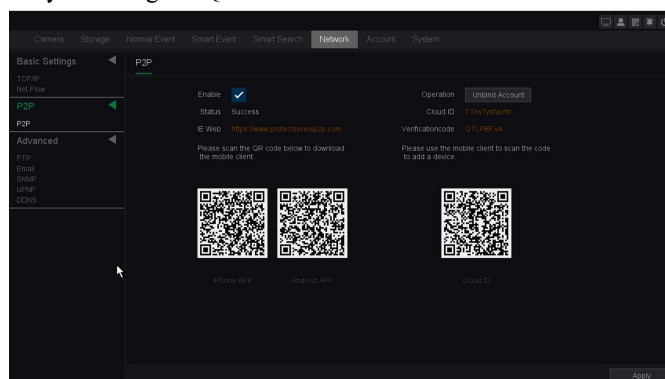 Camera Storage Normal Event Smart Event Smart Search Network Account System
Basic Settings
TCP/IP
Net Flow
P2P
P2P
Advanced
FTP
Email
SNMP
UPNP
DDNS
P2P
Enable
Operation Unbind Account
Status Success
Cloud ID
IE Web https://www.protectseriesp2p.com
Verificationcode
Please scan the QR code below to download
the mobile client.
Please use the mobile client to scan the code
to add a device.
iPhone APP Android APP Cloud ID
Apply